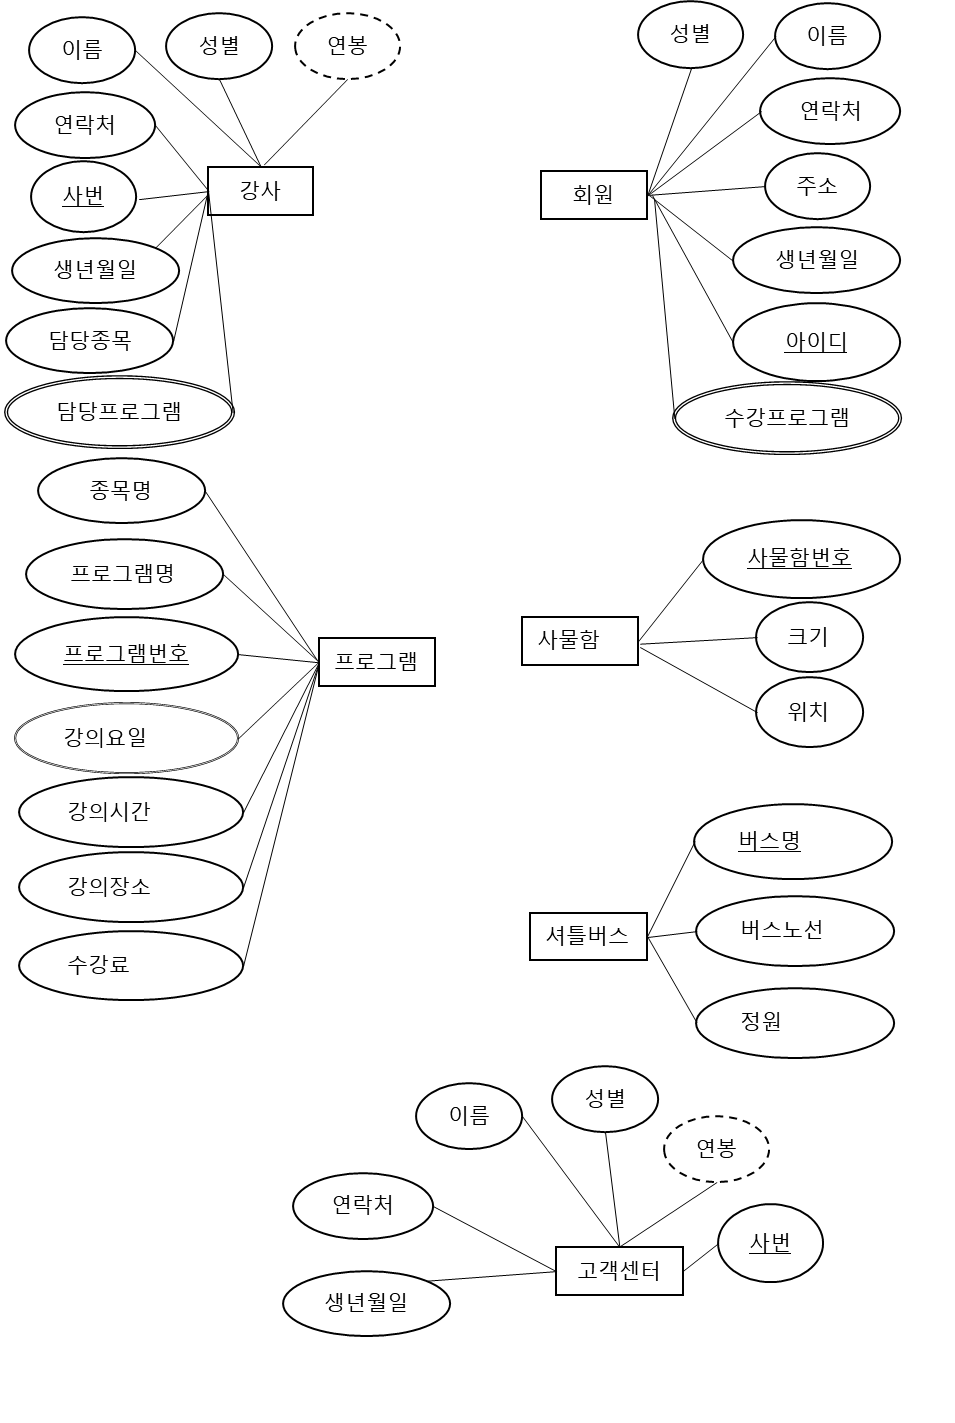 이름
성별
연봉
연락처
사번
강사
생년월일
담당종목
담당프로그램
성별
이름
연락처
주소
회원
생년월일
아이디
수강프로그램
종목명
프로그램명
프로그램번호
프로그램
강의요일
강의시간
강의장소
수강료
사물함번호
사물함
크기
위치
버스명
셔틀버스
버스노선
정원
이름
성별
연봉
연락처
사번
고객센터
생년월일